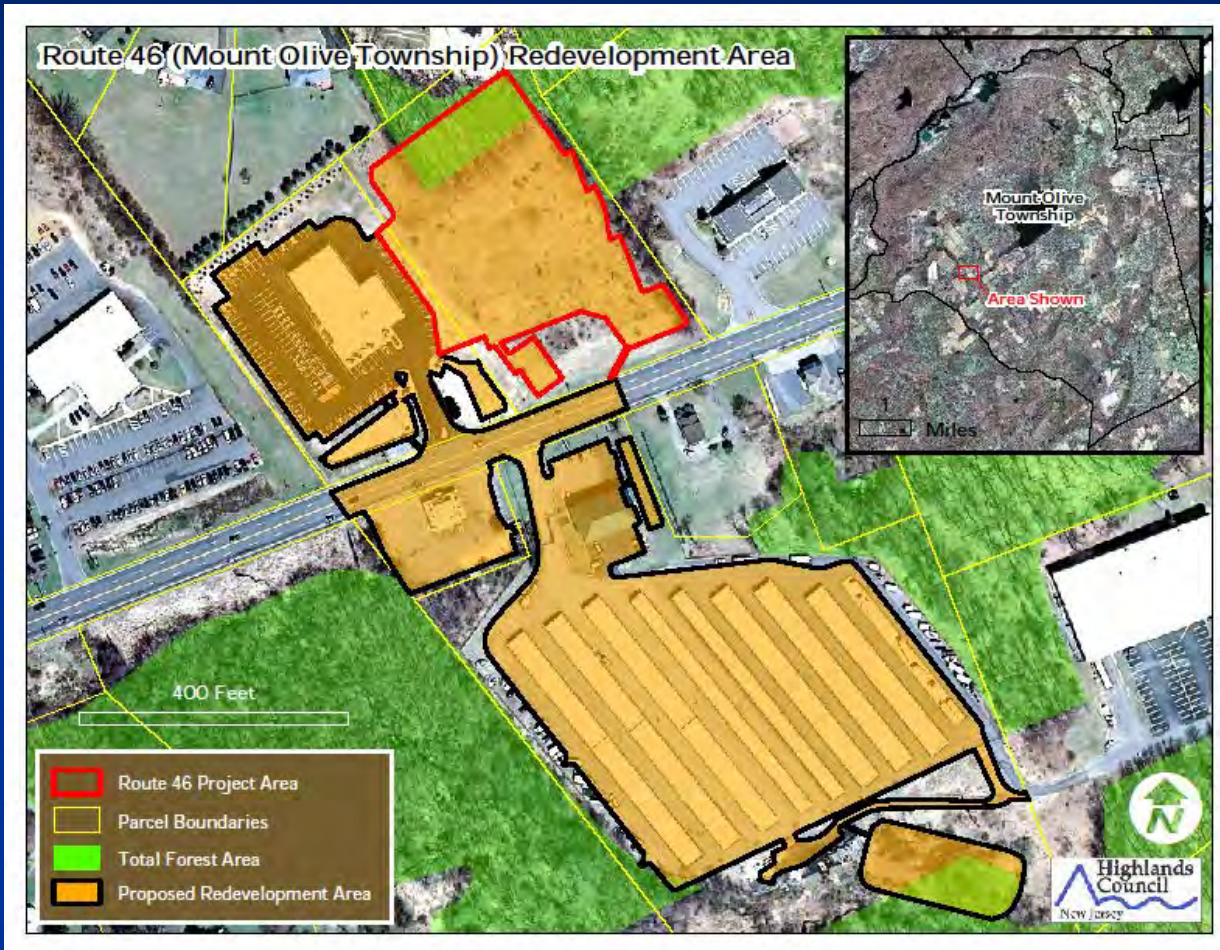 Route 46 (Mount Olive Township) Redevelopment Area
Mount Olive
Township
Area Shown
1
Miles
400 Feet
Route 46 Project Area
Parcel Boundaries
Total Forest Area
Proposed Redevelopment Area
N
Highlands
Council
New Jersey